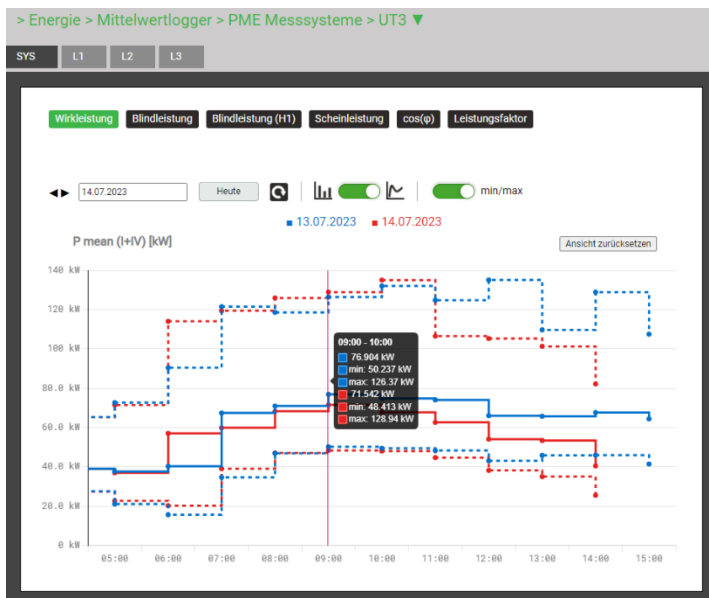 > Energie > Mittelwertlogger > PME Messsysteme > UT3 ▼
SYS L1 L2 L3
Wirkleistung Blindleistung Blindleistung (H1) Scheinleistung cos(φ) Leistungsfaktor
14.07.2023 Heute min/max
13.07.2023 14.07.2023
P mean (I+IV) [kW] Ansicht zurücksetzen
140 kW
120 kW
100 kW
80.0 kW
60.0 kW
40.0 kW
20.0 kW
0 kW
09:00 - 10:00
76.904 kW
min: 50.237 kW
max: 126.37 kW
71.542 kW
min: 48.413 kW
max: 128.94 kW
05:00 06:00 07:00 08:00 09:00 10:00 11:00 12:00 13:00 14:00 15:00